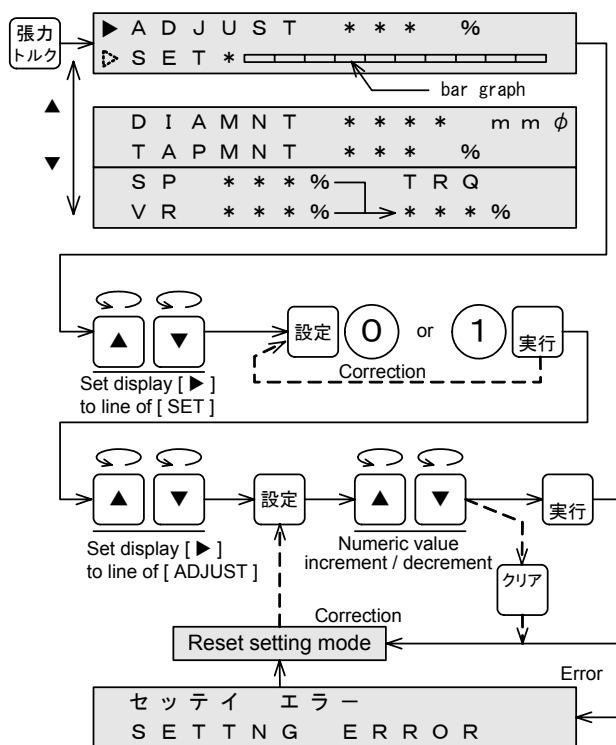 張力
トルク
▶ ADJUST *** %
▷ SET *
bar graph
▲
▼
DIAMNT **** mmφ
TAPMNT *** %
SP ***% TRQ
VR ***% ***%
▲ ▼ 設定 0 or 1 実行
Correction
Set display [ ▶ ]
to line of [ SET ]
▲ ▼ 設定 ▲ ▼ 実行
Set display [ ▶ ]
to line of [ ADJUST ]
Numeric value
increment / decrement
クリア
Correction
Reset setting mode
Error
セッテイ エラー
SETTNG ERROR